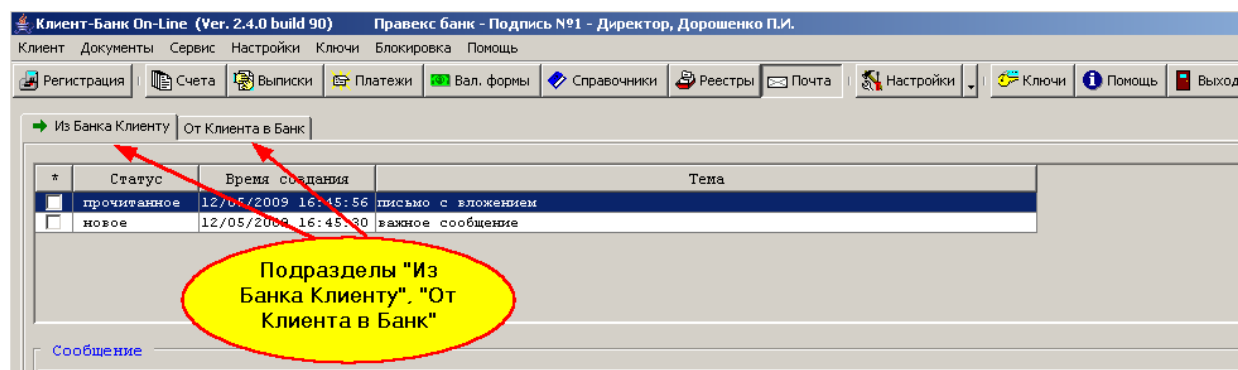 Клиент-Банк On-Line (Ver. 2.4.0 build 90) Правекс банк - Подпись №1 - Директор, Дорошенко П.И.
Клиент Документы Сервис Настройки Ключи Блокировка Помощь
Регистрация Счета Выписки Платежи Вал. формы Справочники Реестры Почта Настройки Ключи Помощь Выход
Из Банка Клиенту От Клиента в Банк
* Статус Время создания Тема
прочитанное 12/05/2009 16:45:56 письмо с вложением
новое 12/05/2009 16:45:30 важное сообщение
Подразделы "Из
Банка Клиенту", "От
Клиента в Банк"
Сообщение